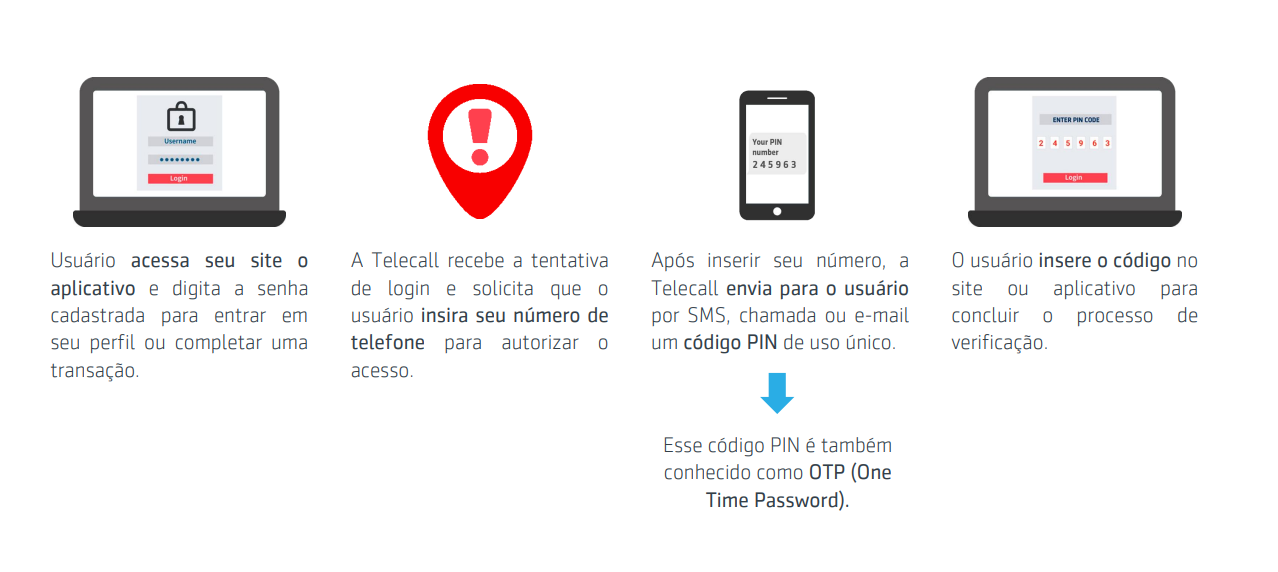 Username
Login
Usuário acessa seu site o
aplicativo e digita a senha
cadastrada para entrar em
seu perfil ou completar uma
transação.
A Telecall recebe a tentativa
de login e solicita que o
usuário insira seu número de
telefone para autorizar o
acesso.
Your PIN
number
2 4 5 9 6 3
Após inserir seu número, a
Telecall envia para o usuário
por SMS, chamada ou e-mail
um código PIN de uso único.
Esse código PIN é também
conhecido como OTP (One
Time Password).
ENTER PIN CODE
2 4 5 9 6 3
Login
O usuário insere o código no
site ou aplicativo para
concluir o processo de
verificação.